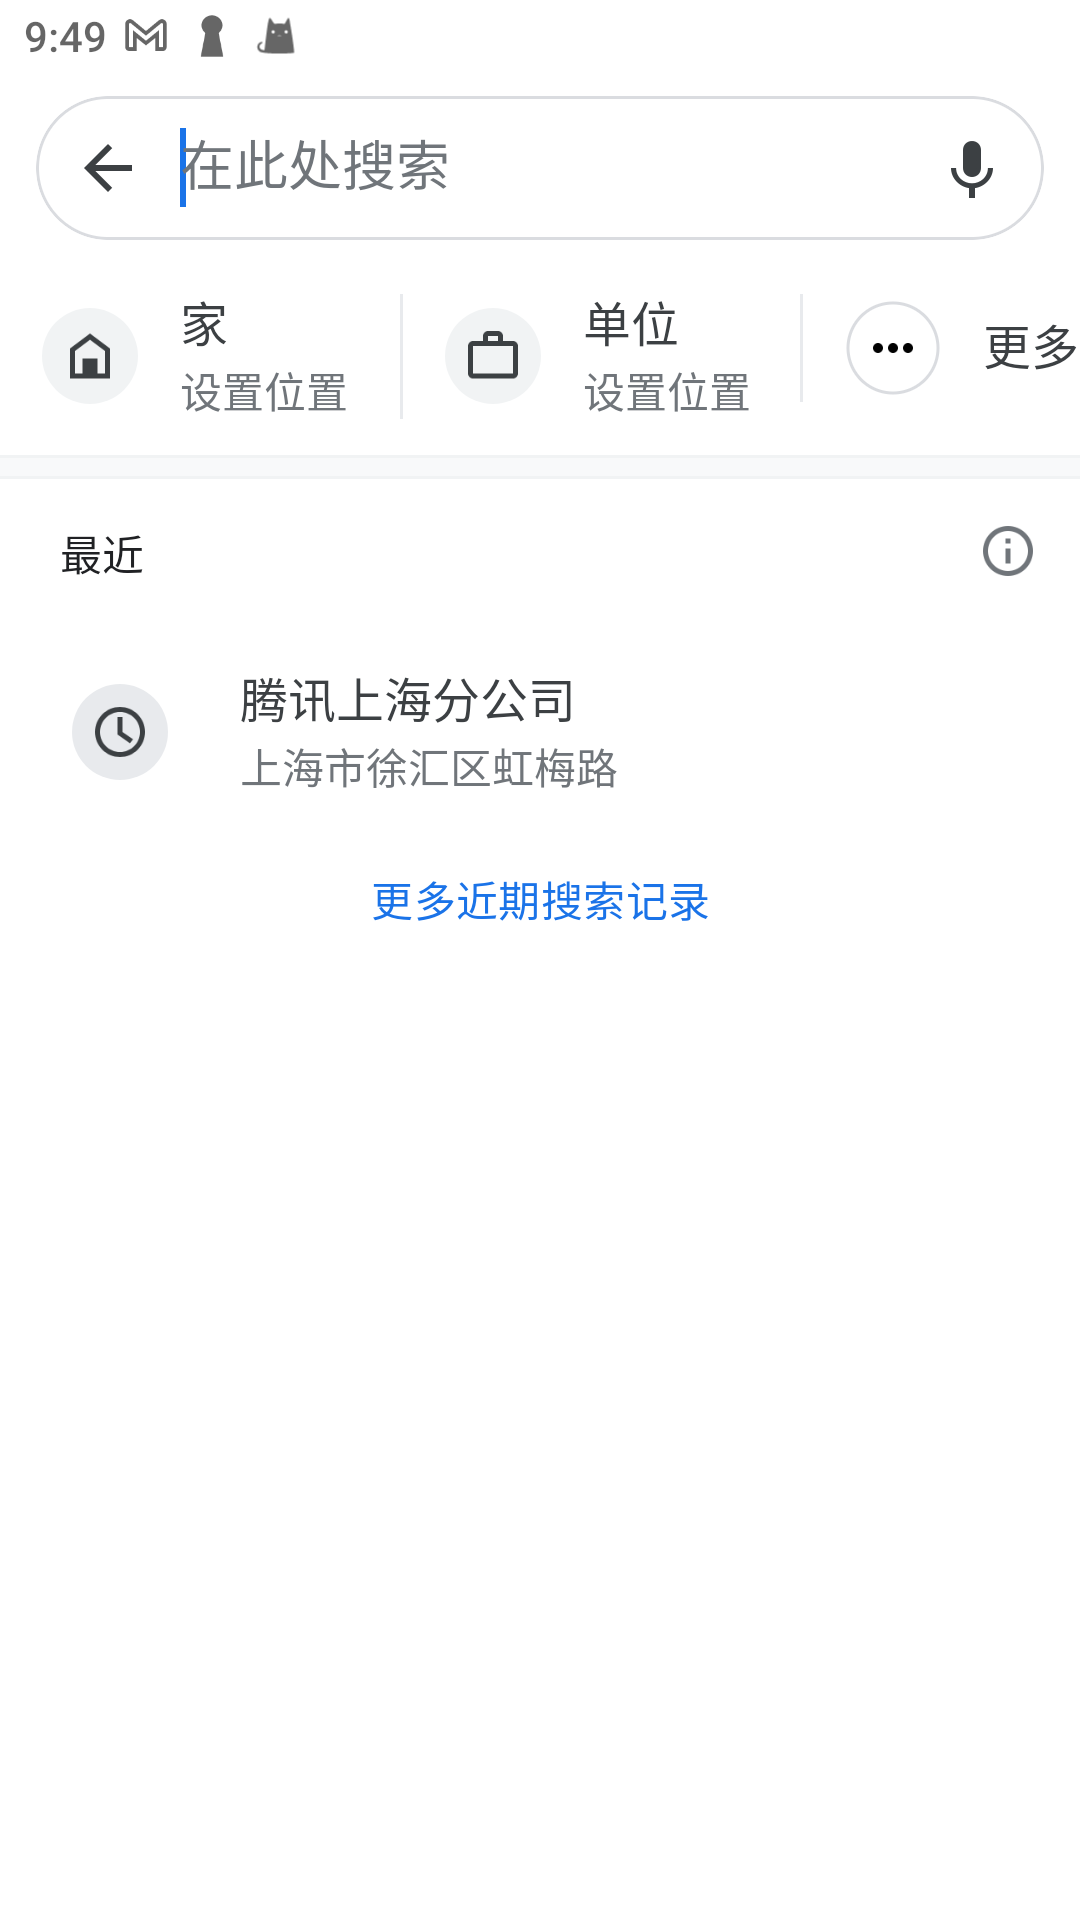 9:49
在此处搜索
家
设置位置
单位
设置位置
更多
最近
腾讯上海分公司
上海市徐汇区虹梅路
更多近期搜索记录